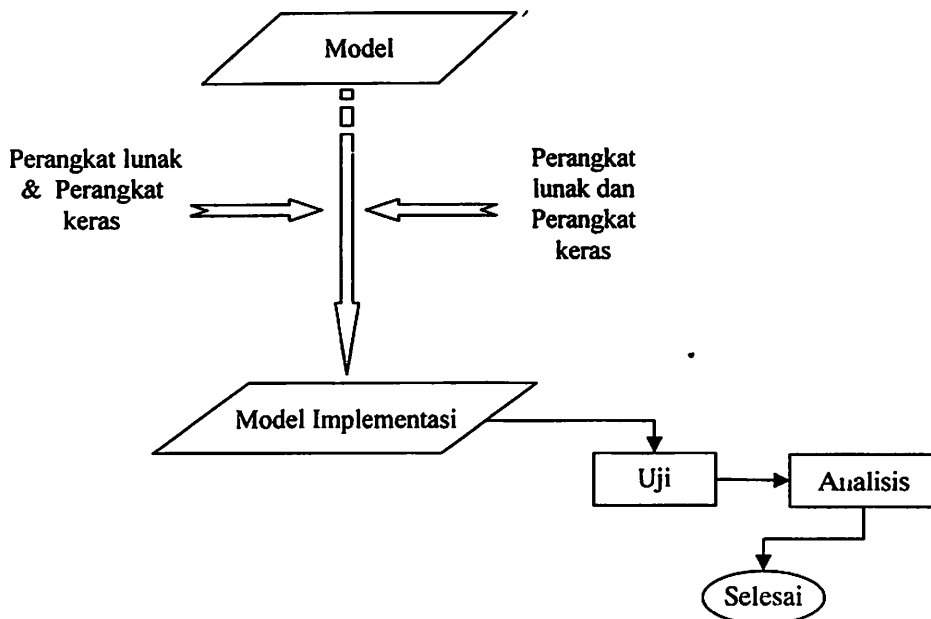 Model
Perangkat lunak
& Perangkat
keras
Perangkat
lunak dan
Perangkat
keras
Model Implementasi
Uji
Analisis
Selesai